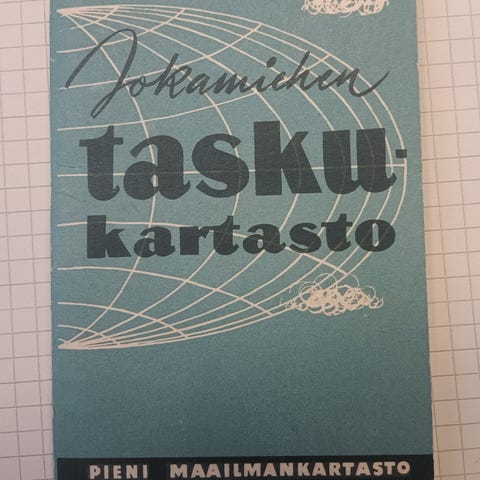 Jokamiehen
tasku-
kartasto
PIENI MAAILMANKARTASTO